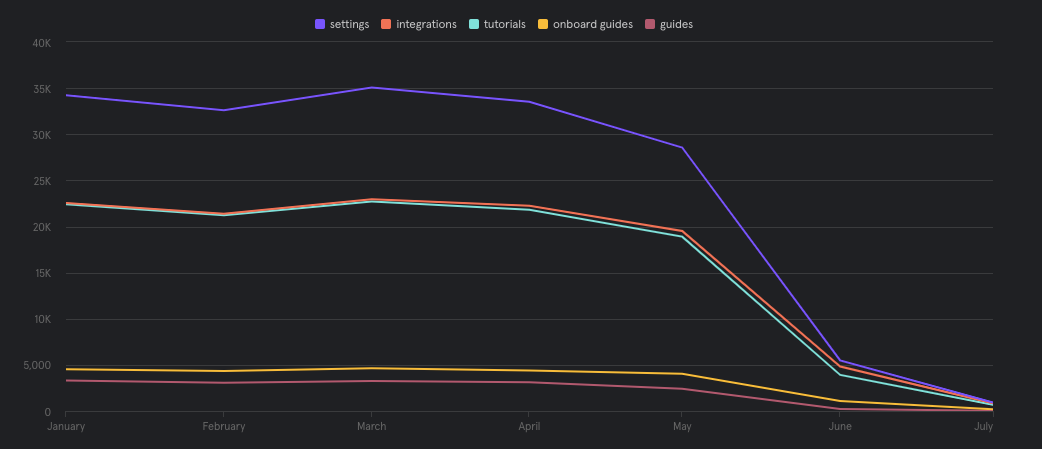 settings integrations tutorials onboard guides guides
40K
35K
30K
25K
20K
15K
10K
5,000
0
January February March April May June July